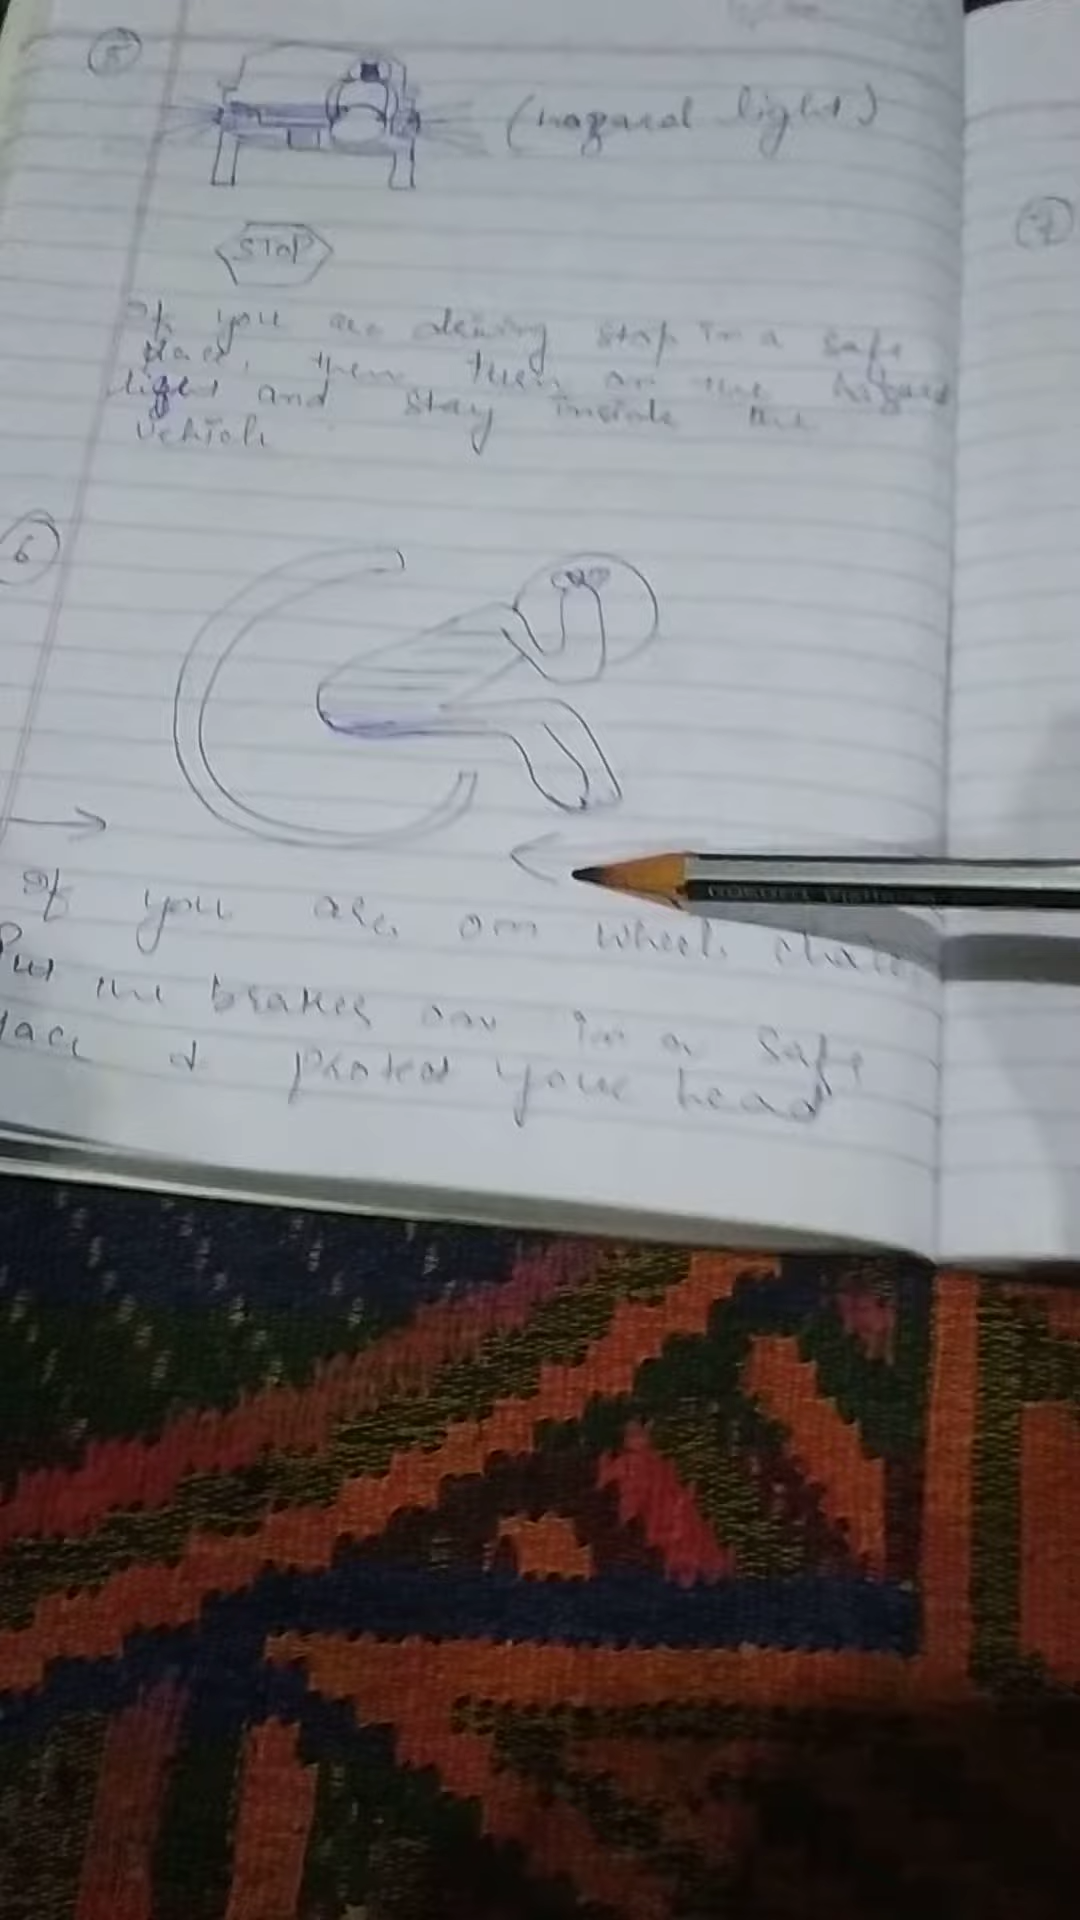 5
(hazard light)
STOP
If you are driving stop in a safe
place, then turn on the hazard
light and stay inside the
vehicle
6
7
If you are on wheel chair
Put the brakes on in a safe
place & protect your head